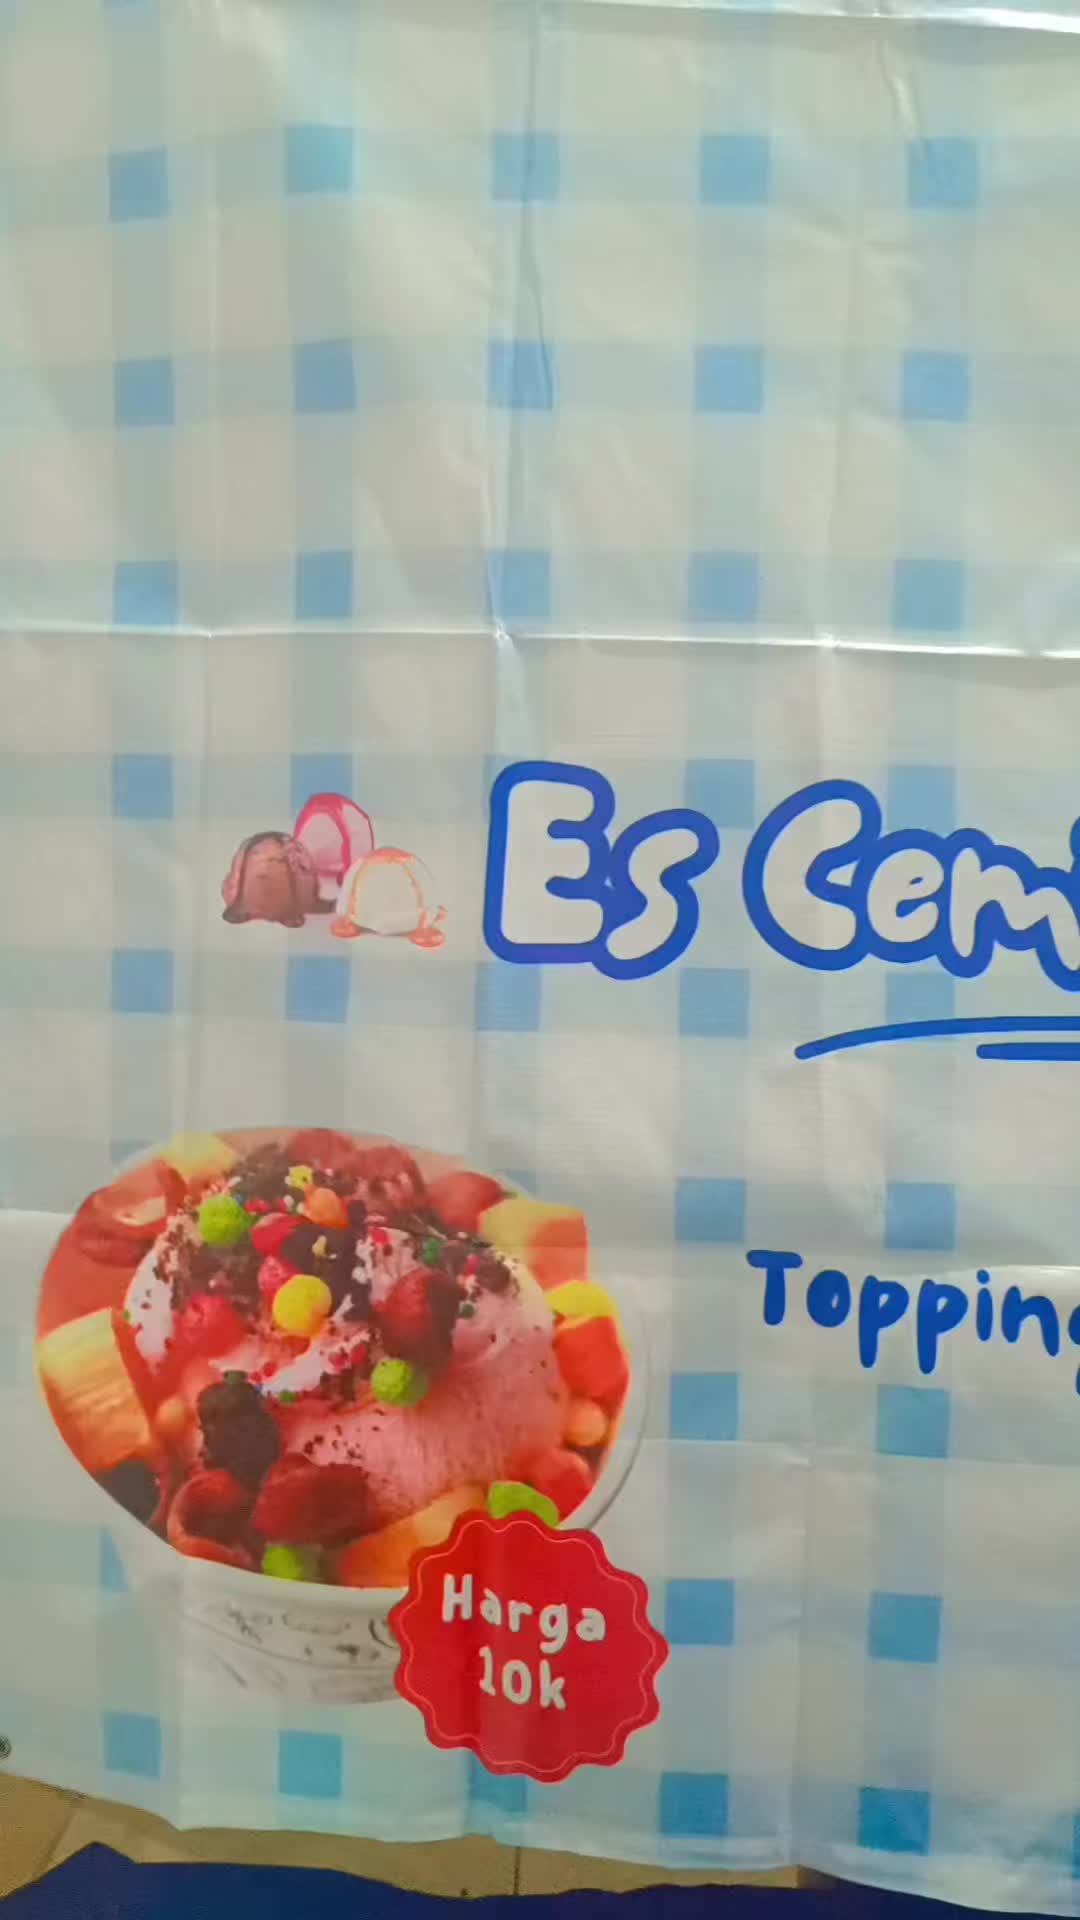 Es Cem
Topping
Harga
10k